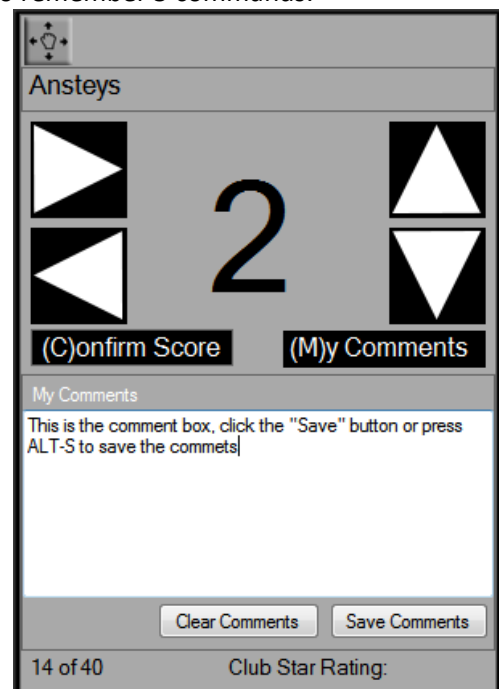 remember commands.
Ansteys
2
(C)onfirm Score (M)y Comments
My Comments
This is the comment box, click the "Save" button or press
ALT-S to save the commets
Clear Comments Save Comments
14 of 40 Club Star Rating: